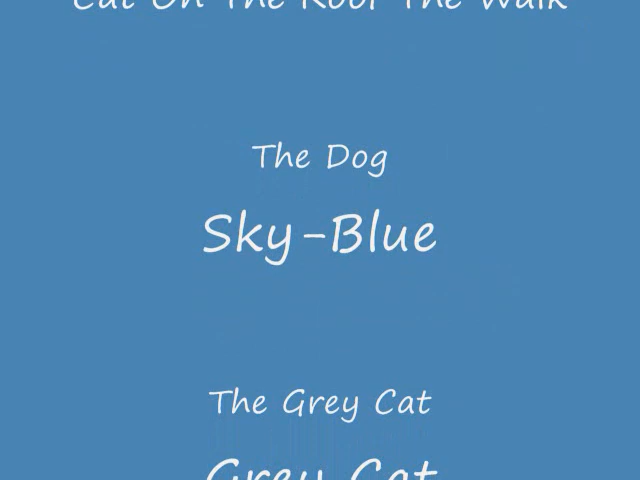 Cat On The Roof The Walk
The Dog
Sky-Blue
The Grey Cat
Grey Cat